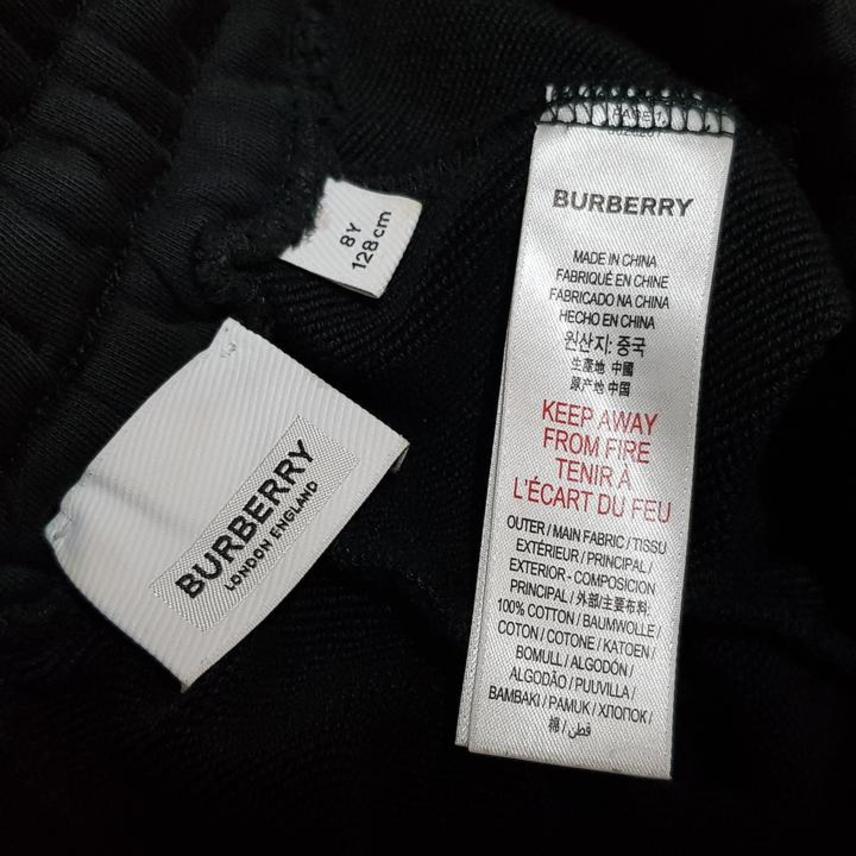 8Y
128cm
BURBERRY
LONDON ENGLAND
BURBERRY
MADE IN CHINA
FABRIQUÉ EN CHINE
FABRICADO NA CHINA
HECHO EN CHINA
원산지: 중국
生產地 中國
原产地 中国
KEEP AWAY
FROM FIRE
TENIR À
L'ÉCART DU FEU
OUTER / MAIN FABRIC / TISSU
EXTÉRIEUR / PRINCIPAL /
EXTERIOR - COMPOSICION
PRINCIPAL / 外部/主要布料:
100% COTTON / BAUMWOLLE /
COTON / COTONE / KATOEN /
BOMULL / ALGODÓN /
ALGODÃO / PUUVILLA /
BAMBAKI / PAMUK / ХЛОПОК /
棉 / قطن /